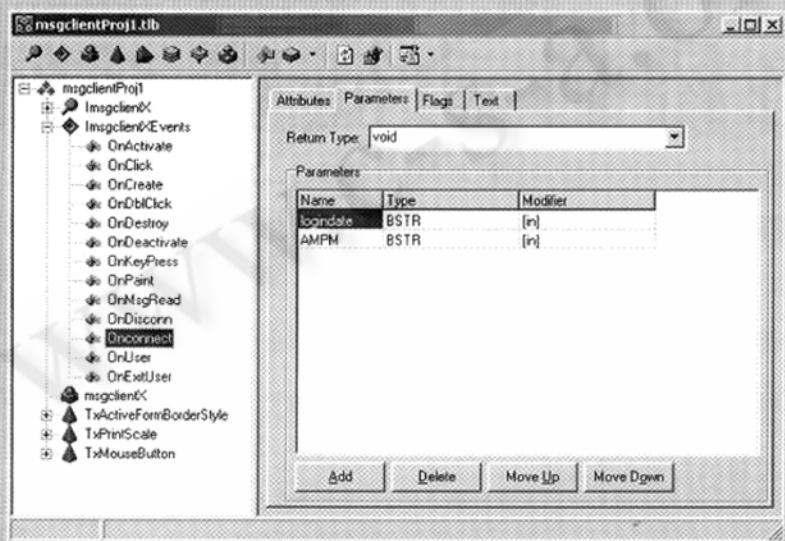 msgclientProj1.tlb
msgclientProj1
ImsgclientX
ImsgclientXEvents
OnActivate
OnClick
OnCreate
OnDblClick
OnDestroy
OnDeactivate
OnKeyPress
OnPaint
OnMsgRead
OnDisconn
Onconnect
OnUser
OnExitUser
msgclientX
TxActiveFormBorderStyle
TxPrintScale
TxMouseButton
Attributes Parameters Flags Text
Return Type: void
Parameters
Name Type Modifier
logindate BSTR [in]
AMPM BSTR [in]
Add Delete Move Up Move Down